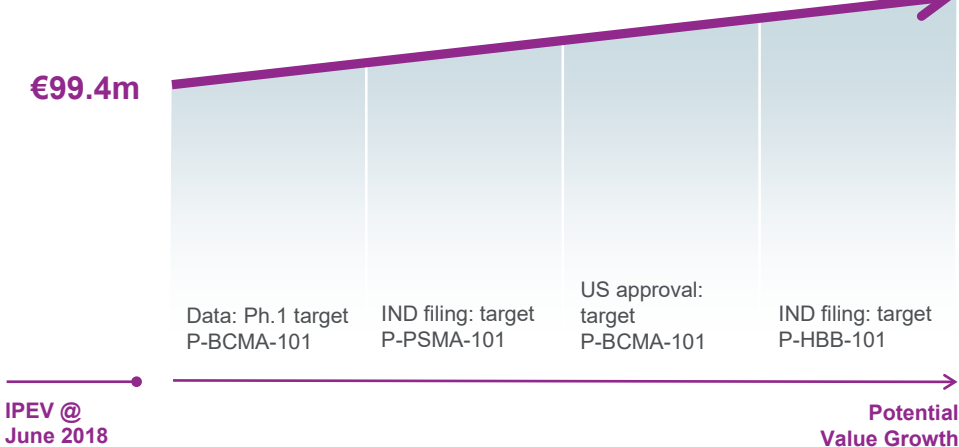 €99.4m
Data: Ph.1 target
P-BCMA-101
IND filing: target
P-PSMA-101
US approval:
target
P-BCMA-101
IND filing: target
P-HBB-101
IPEV @
June 2018
Potential
Value Growth